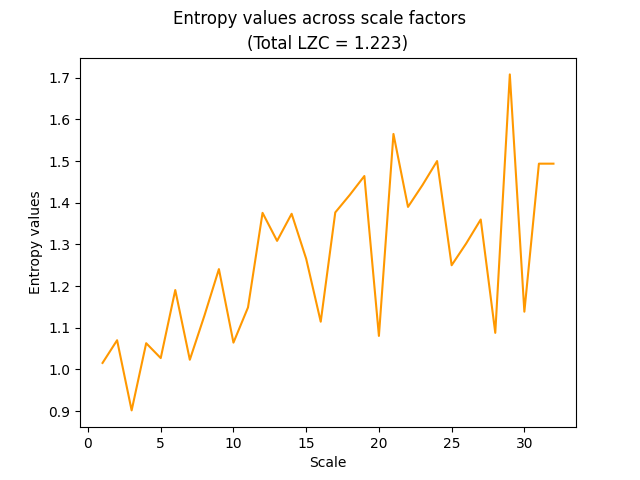 Entropy values across scale factors
(Total LZC = 1.223)
Entropy values
1.7
1.6
1.5
1.4
1.3
1.2
1.1
1.0
0.9
0 5 10 15 20 25 30
Scale